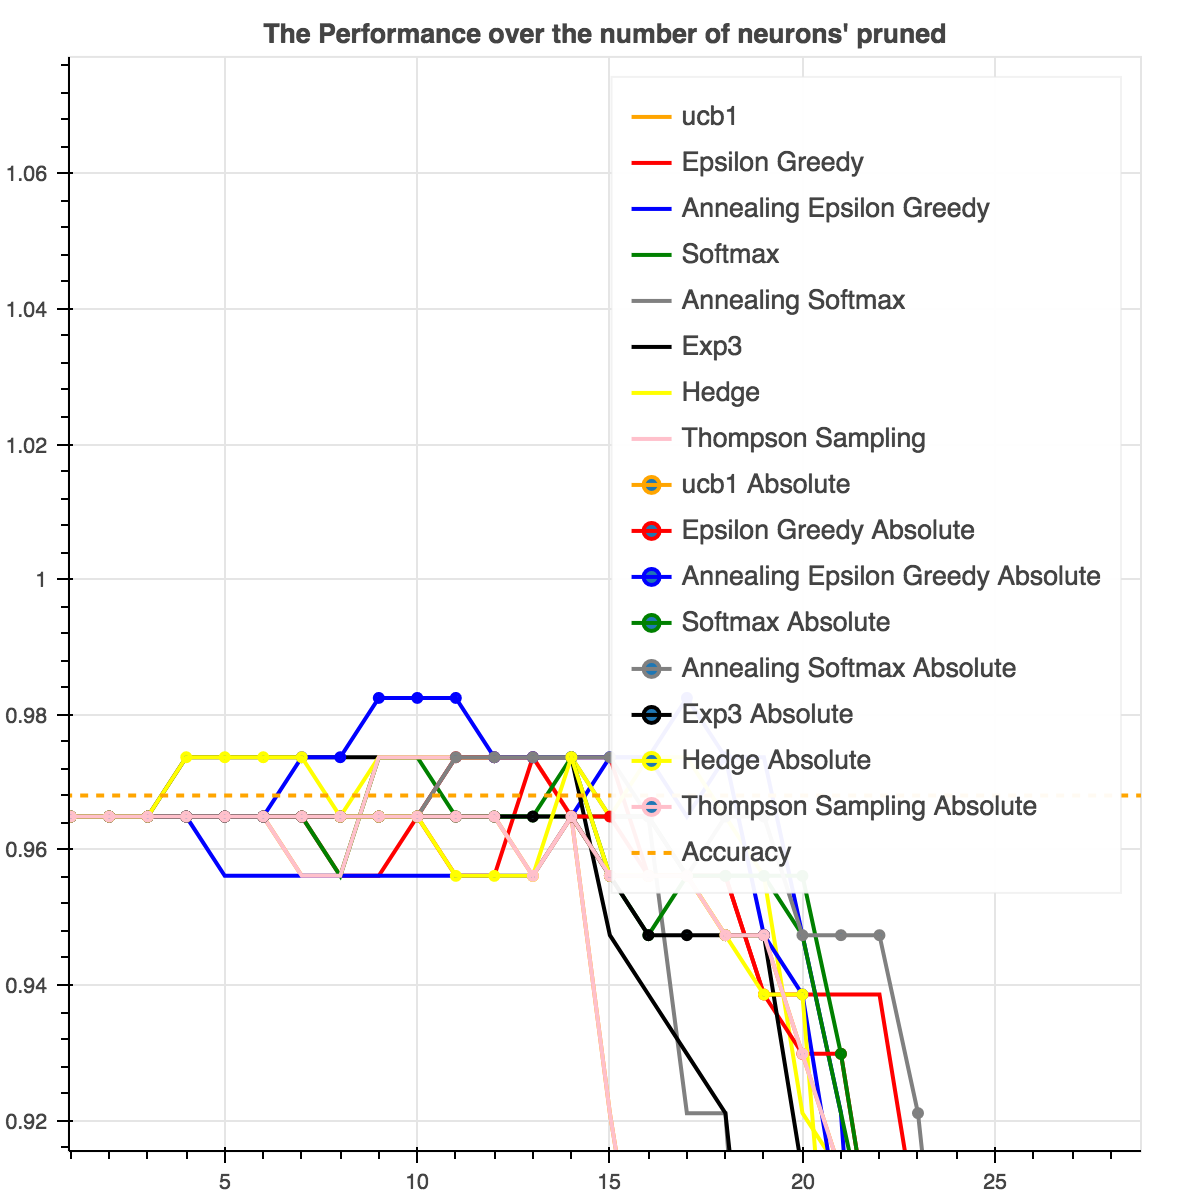 The Performance over the number of neurons' pruned
1.06
1.04
1.02
1
0.98
0.96
0.94
0.92
5
10
15
20
25
ucb1
Epsilon Greedy
Annealing Epsilon Greedy
Softmax
Annealing Softmax
Exp3
Hedge
Thompson Sampling
ucb1 Absolute
Epsilon Greedy Absolute
Annealing Epsilon Greedy Absolute
Softmax Absolute
Annealing Softmax Absolute
Exp3 Absolute
Hedge Absolute
Thompson Sampling Absolute
Accuracy